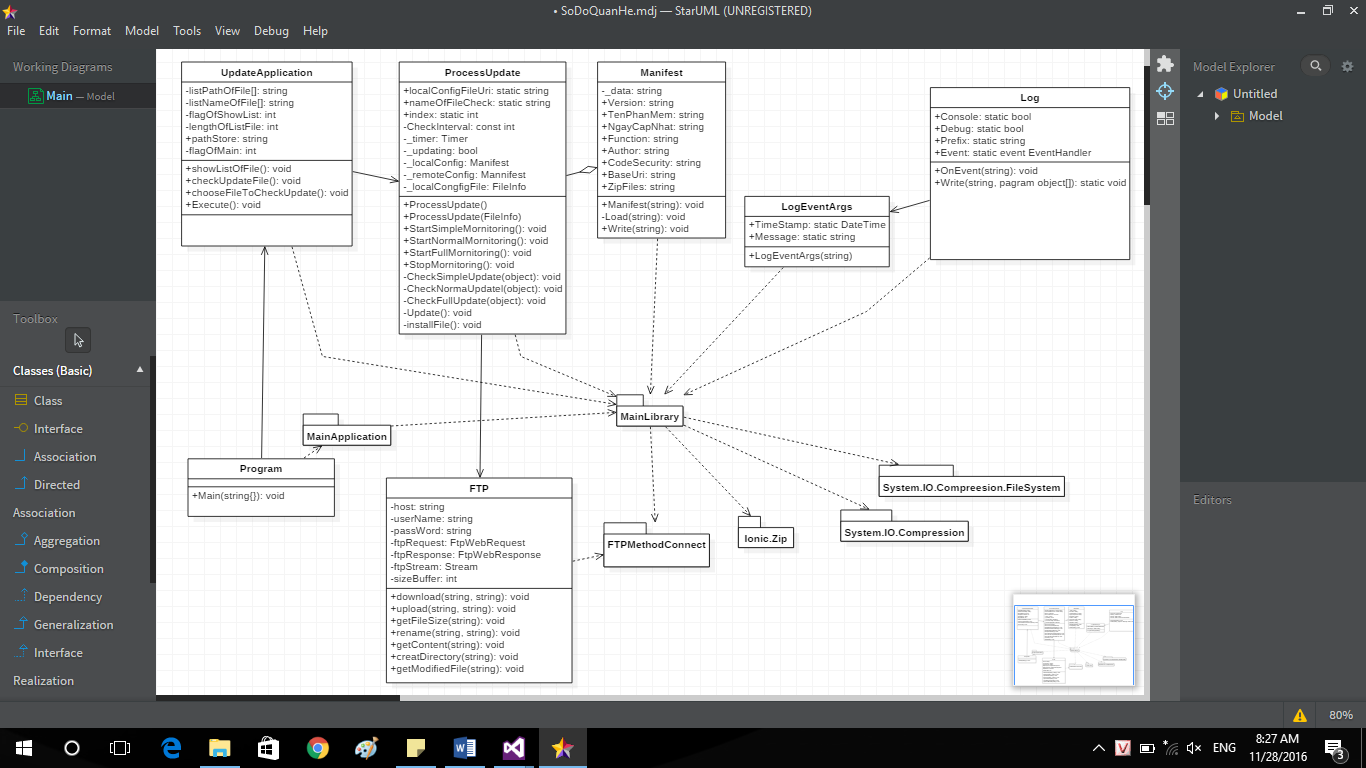 • SoDoQuanHe.mdj — StarUML (UNREGISTERED)
File Edit Format Model Tools View Debug Help
Working Diagrams
Main — Model
Toolbox
Classes (Basic)
Class
Interface
Association
Directed
Association
Aggregation
Composition
Dependency
Generalization
Interface
Realization
UpdateApplication
-listPathOfFile[]: string
-listNameOfFile[]: string
-flagOfShowList: int
-lengthOfListFile: int
+pathStore: string
-flagOfMain: int
+showListOfFile(): void
+checkUpdateFile(): void
+chooseFileToCheckUpdate(): void
+Execute(): void
ProcessUpdate
+localConfigFileUri: static string
+nameOfFileCheck: static string
+index: static int
-CheckInterval: const int
-_timer: Timer
-_updating: bool
-_localConfig: Manifest
-_remoteConfig: Mannifest
-_localCongfigFile: FileInfo
+ProcessUpdate()
+ProcessUpdate(FileInfo)
+StartSimpleMornitoring(): void
+StartNormalMornitoring(): void
+StartFullMornitoring(): void
+StopMornitoring(): void
-CheckSimpleUpdate(object): void
-CheckNormaUpdatel(object): void
-CheckFullUpdate(object): void
-Update(): void
-installFile(): void
Manifest
-_data: string
+Version: string
+TenPhanMem: string
+NgayCapNhat: string
+Function: string
+Author: string
+CodeSecurity: string
+BaseUri: string
+ZipFiles: string
+Manifest(string): void
-Load(string): void
+Write(string): void
LogEventArgs
+TimeStamp: static DateTime
+Message: static string
+LogEventArgs(string)
Log
+Console: static bool
+Debug: static bool
+Prefix: static string
+Event: static event EventHandler
+OnEvent(string): void
+Write(string, pagram object[]): static void
MainLibrary
MainApplication
Program
+Main(string{}): void
FTP
-host: string
-userName: string
-passWord: string
-ftpRequest: FtpWebRequest
-ftpResponse: FtpWebResponse
-ftpStream: Stream
-sizeBuffer: int
+download(string, string): void
+upload(string, string): void
+getFileSize(string): void
+rename(string, string): void
+getContent(string): void
+creatDirectory(string): void
+getModifiedFile(string): void
FTPMethodConnect
Ionic.Zip
System.IO.Compreesion.FileSystem
System.IO.Compression
Model Explorer
Untitled
Model
Editors
80%
ENG
8:27 AM
11/28/2016
3